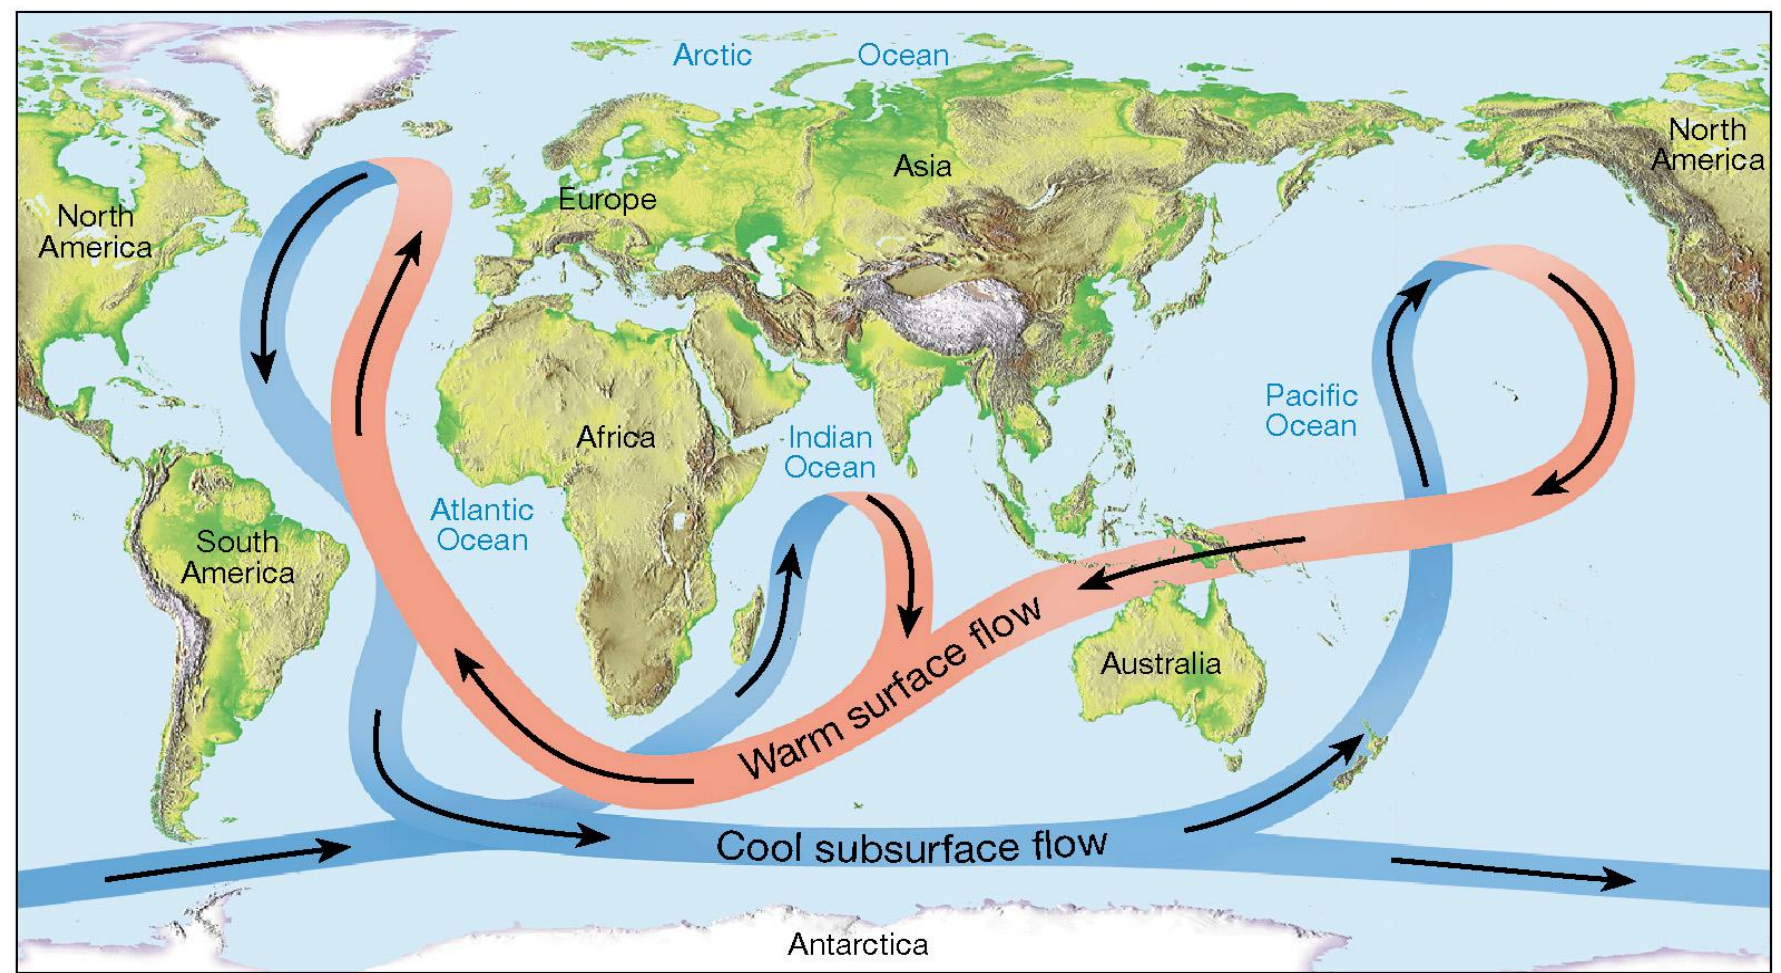 Arctic Ocean
North
America
Asia
Europe
North
America
Pacific
Ocean
Africa
Indian
Ocean
Atlantic
Ocean
South
America
Warm surface flow
Australia
Cool subsurface flow
Antarctica